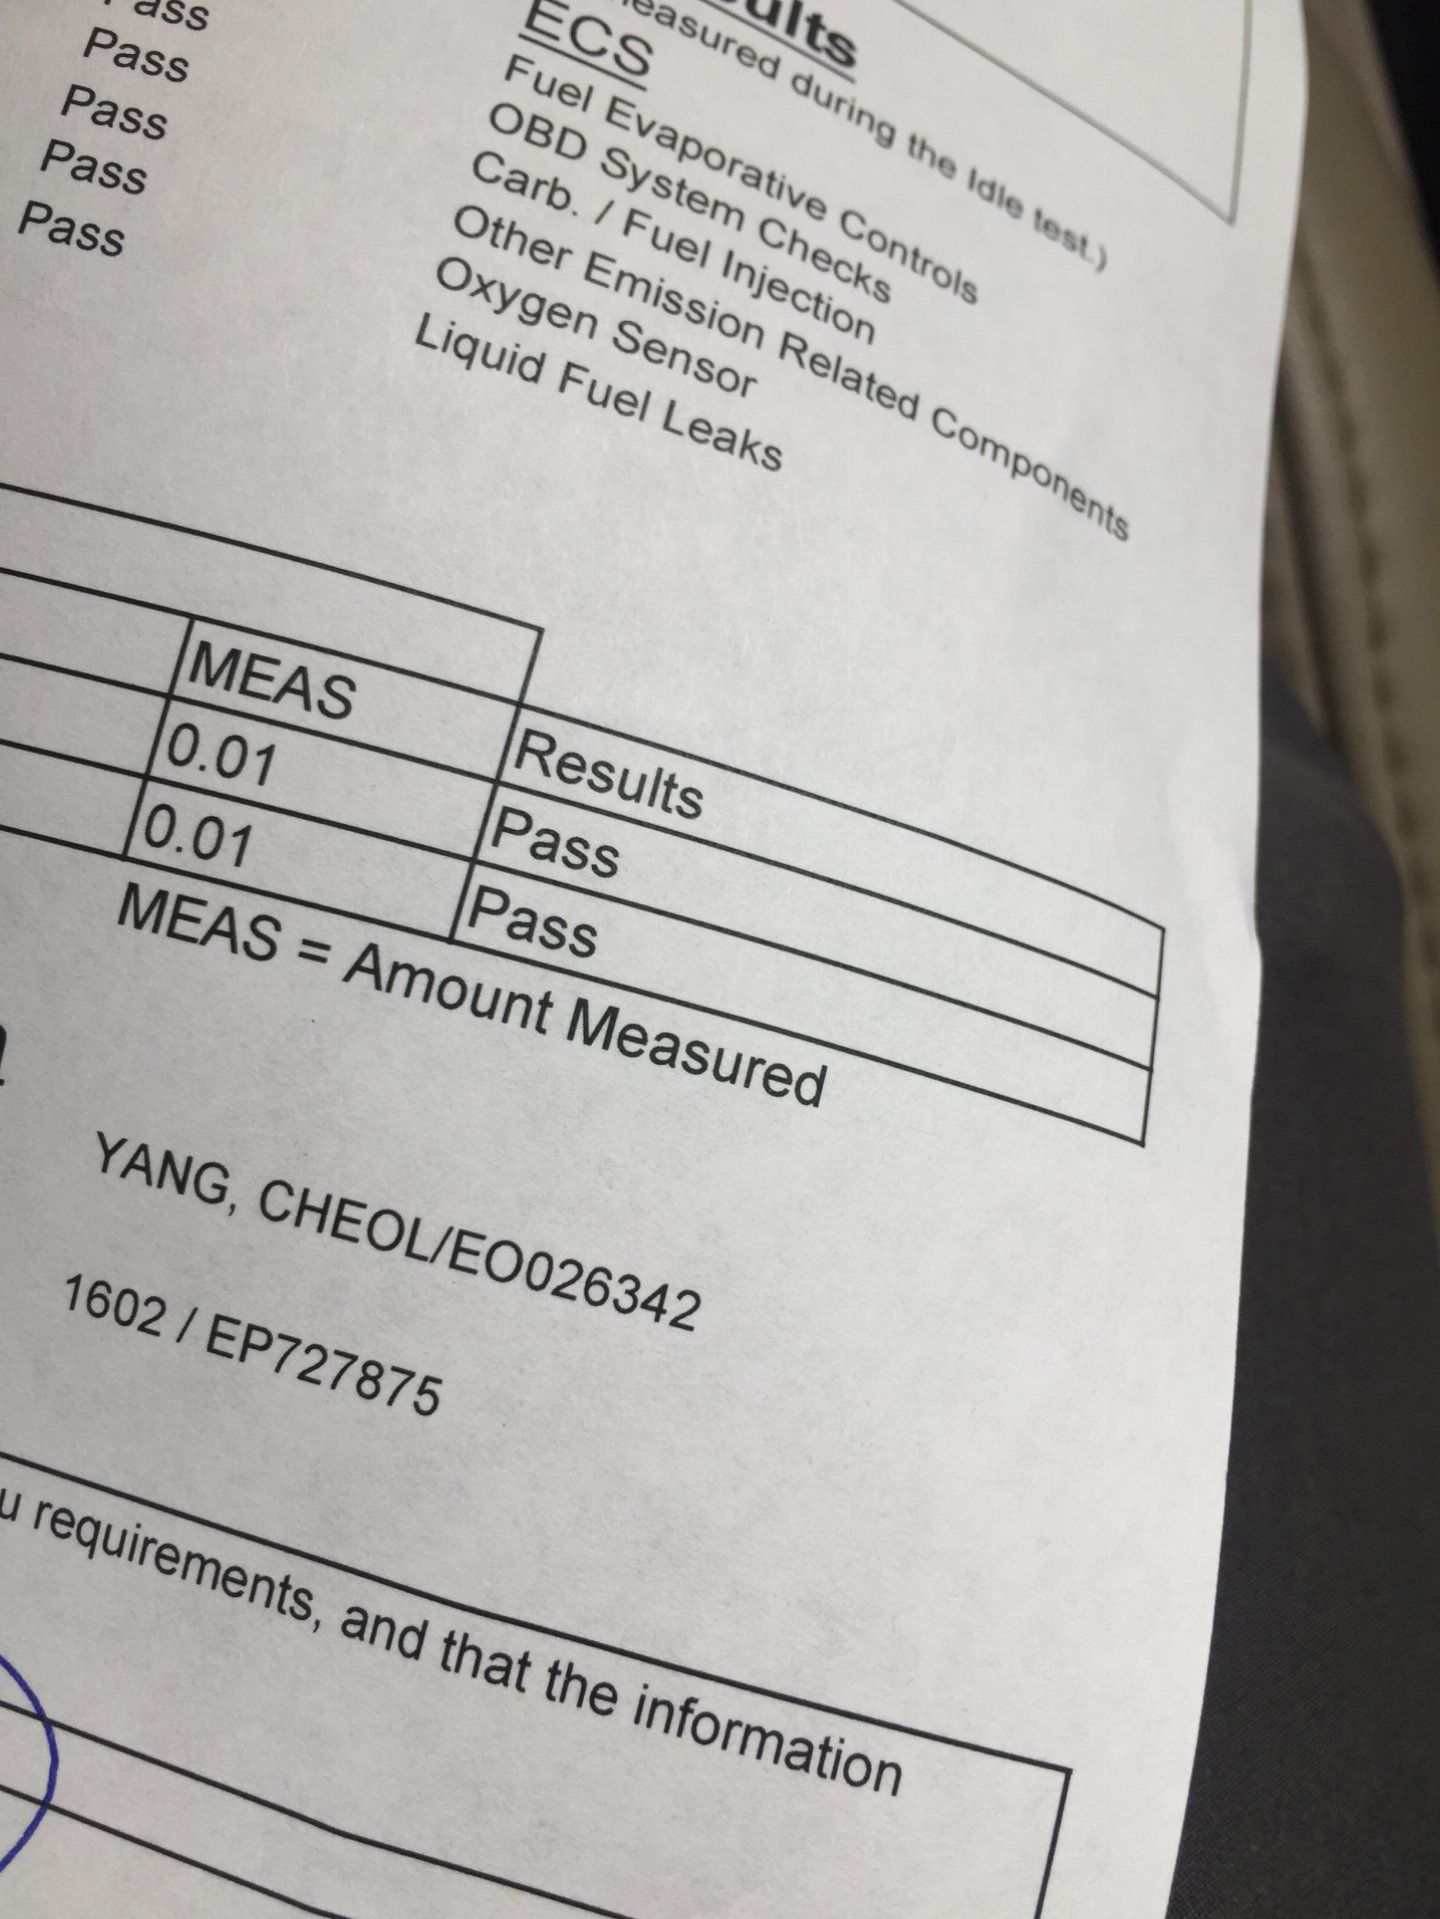 Pass
Pass
Pass
Pass
Pass
measured during the Idle test.)
ECS
Fuel Evaporative Controls
OBD System Checks
Carb. / Fuel Injection
Other Emission Related Components
Oxygen Sensor
Liquid Fuel Leaks
MEAS Results
0.01 Pass
0.01 Pass
MEAS = Amount Measured
YANG, CHEOL/EO026342
1602 / EP727875
requirements, and that the information